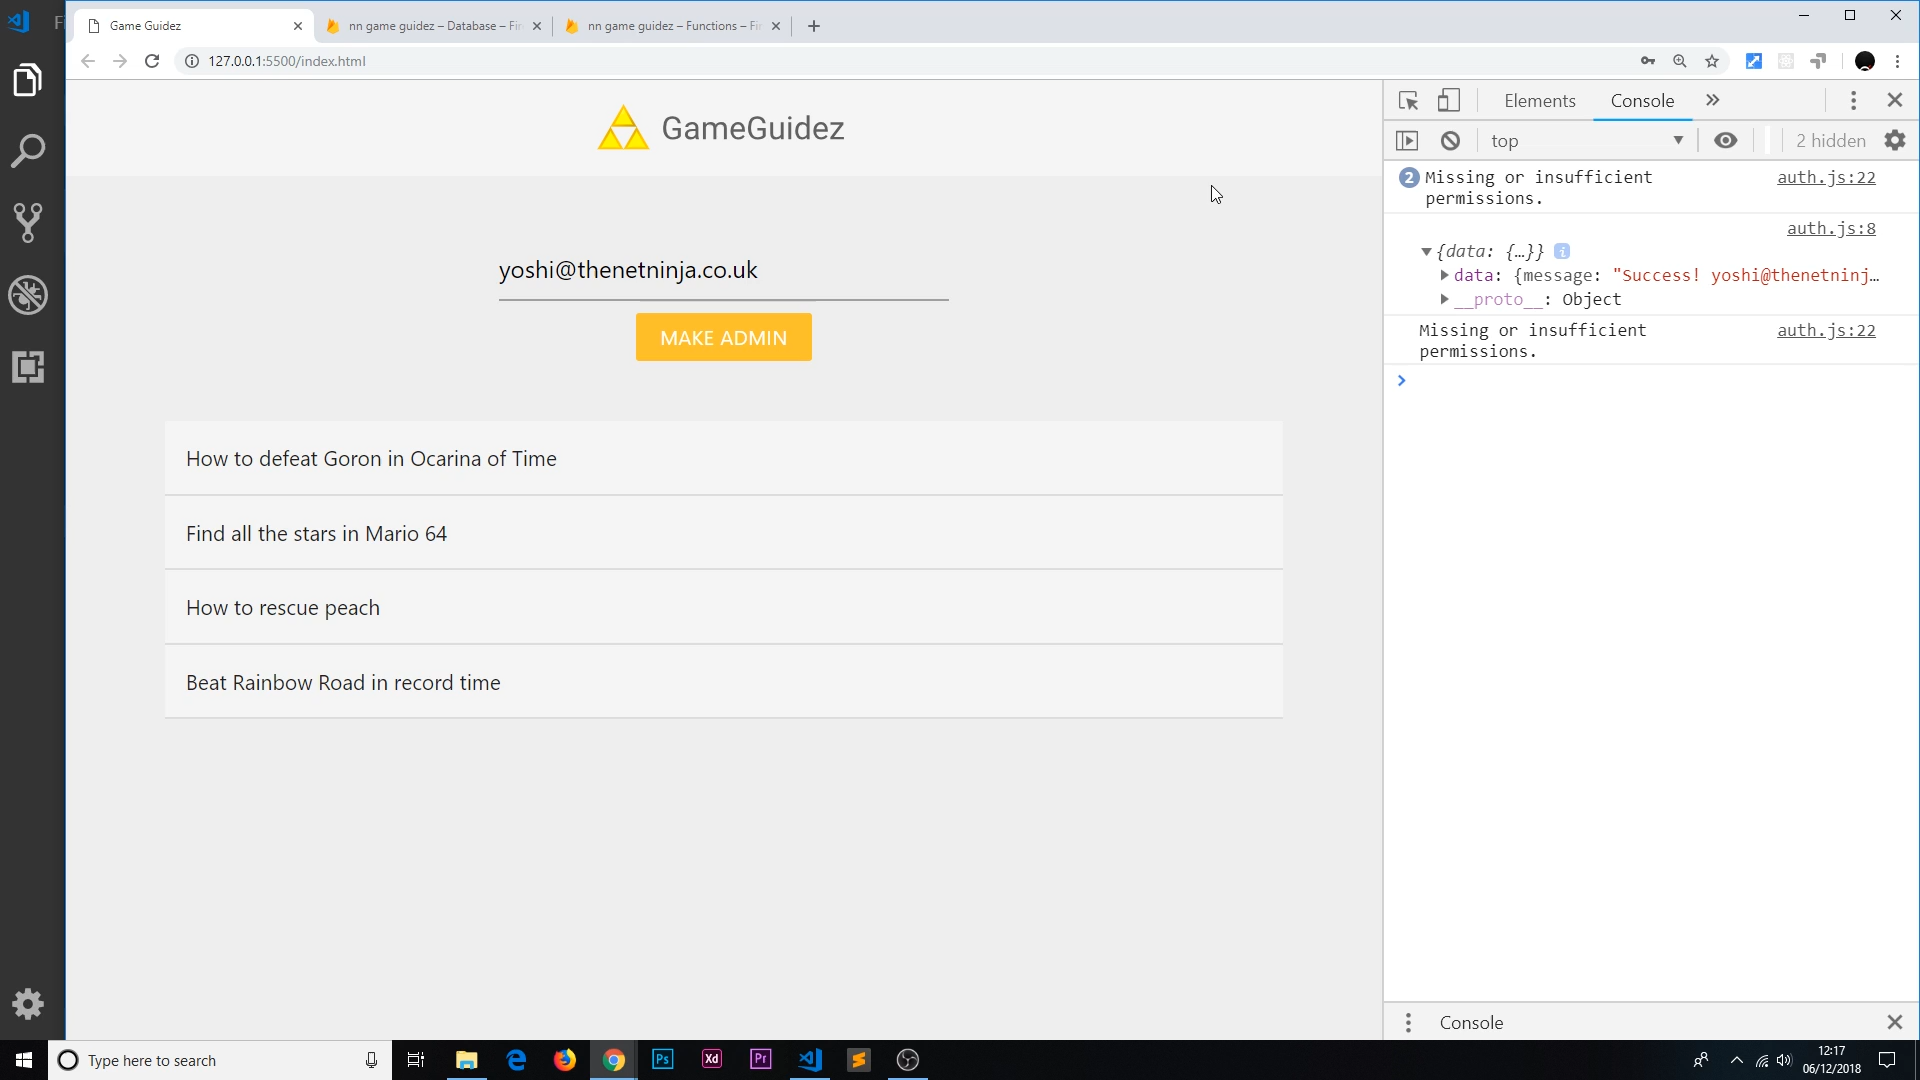 Fi
Game Guidez
nn game guidez – Database – Fir
nn game guidez – Functions – Fir
127.0.0.1:5500/index.html
GameGuidez
yoshi@thenetninja.co.uk
MAKE ADMIN
How to defeat Goron in Ocarina of Time
Find all the stars in Mario 64
How to rescue peach
Beat Rainbow Road in record time
Elements
Console
top
2 hidden
2 Missing or insufficient auth.js:22
permissions.
auth.js:8
{data: {…}} i
data: {message: "Success! yoshi@thenetninj…
__proto__: Object
Missing or insufficient auth.js:22
permissions.
Console
Type here to search
Ps
Xd
Pr
12:17
06/12/2018